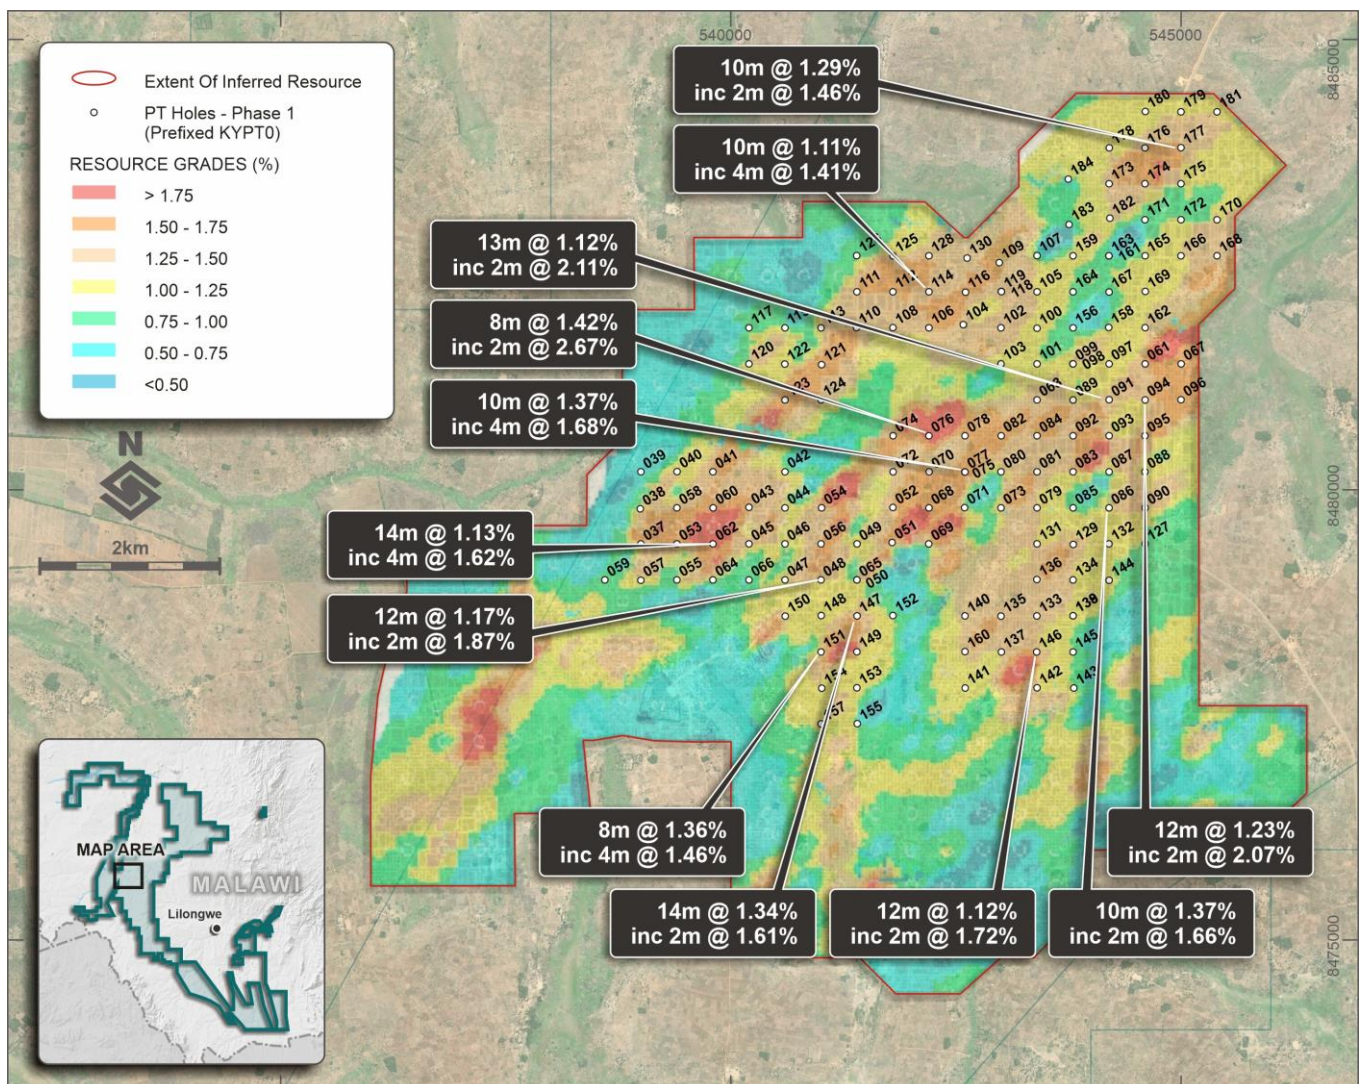 540000
545000
8485000
8480000
8475000
Extent Of Inferred Resource
PT Holes - Phase 1
(Prefixed KYPT0)
RESOURCE GRADES (%)
> 1.75
1.50 - 1.75
1.25 - 1.50
1.00 - 1.25
0.75 - 1.00
0.50 - 0.75
<0.50
N
2km
10m @ 1.29%
inc 2m @ 1.46%
10m @ 1.11%
inc 4m @ 1.41%
13m @ 1.12%
inc 2m @ 2.11%
8m @ 1.42%
inc 2m @ 2.67%
10m @ 1.37%
inc 4m @ 1.68%
14m @ 1.13%
inc 4m @ 1.62%
12m @ 1.17%
inc 2m @ 1.87%
8m @ 1.36%
inc 4m @ 1.46%
14m @ 1.34%
inc 2m @ 1.61%
12m @ 1.12%
inc 2m @ 1.72%
10m @ 1.37%
inc 2m @ 1.66%
12m @ 1.23%
inc 2m @ 2.07%
180 179 181
178 176 177
184 173 174 175
183 182 171 172 170
125 128 130 109 107 159 163 161 165 166 168
111 114 116 119 118 105 164 167 169
117 110 108 106 104 102 100 156 158 162
120 122 121 103 101 099 098 097 061 067
124 063 089 091 094 096
074 076 078 082 084 092 093 095
039 040 041 042 072 070 077 075 080 081 083 087 088
038 058 060 043 044 054 052 068 071 073 079 085 086 090
037 053 062 045 046 056 049 051 069 131 129 132 127
059 057 055 064 066 047 048 065 050 136 134 144
150 148 147 152 140 135 133
151 149 160 137 146 145
153 141 142 143
155
MAP AREA
MALAWI
Lilongwe